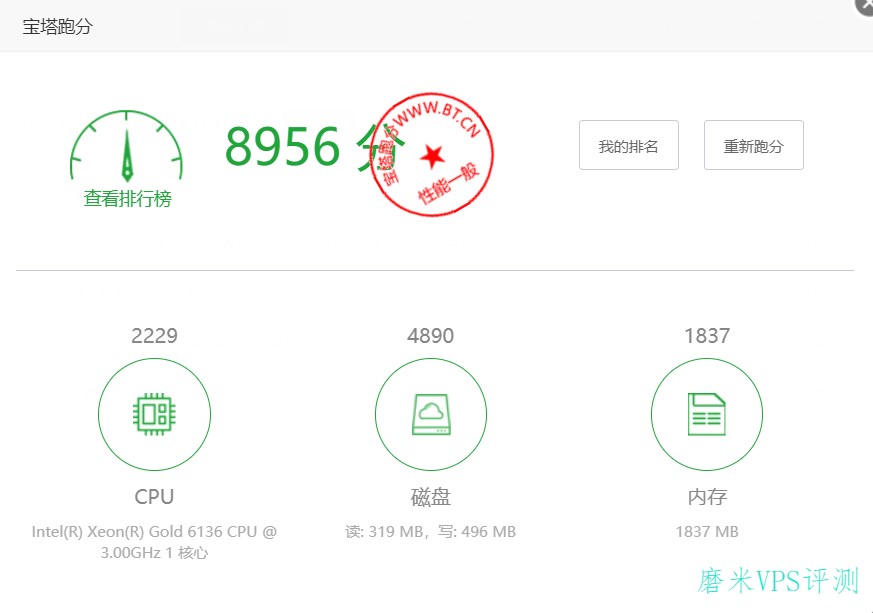 宝塔跑分
8956 分
宝塔跑分WWW.BT.CN
性能一般
查看排行榜
我的排名
重新跑分
2229
4890
1837
CPU
磁盘
内存
Intel(R) Xeon(R) Gold 6136 CPU @
3.00GHz 1 核心
读: 319 MB，写: 496 MB
1837 MB
磨米VPS评测